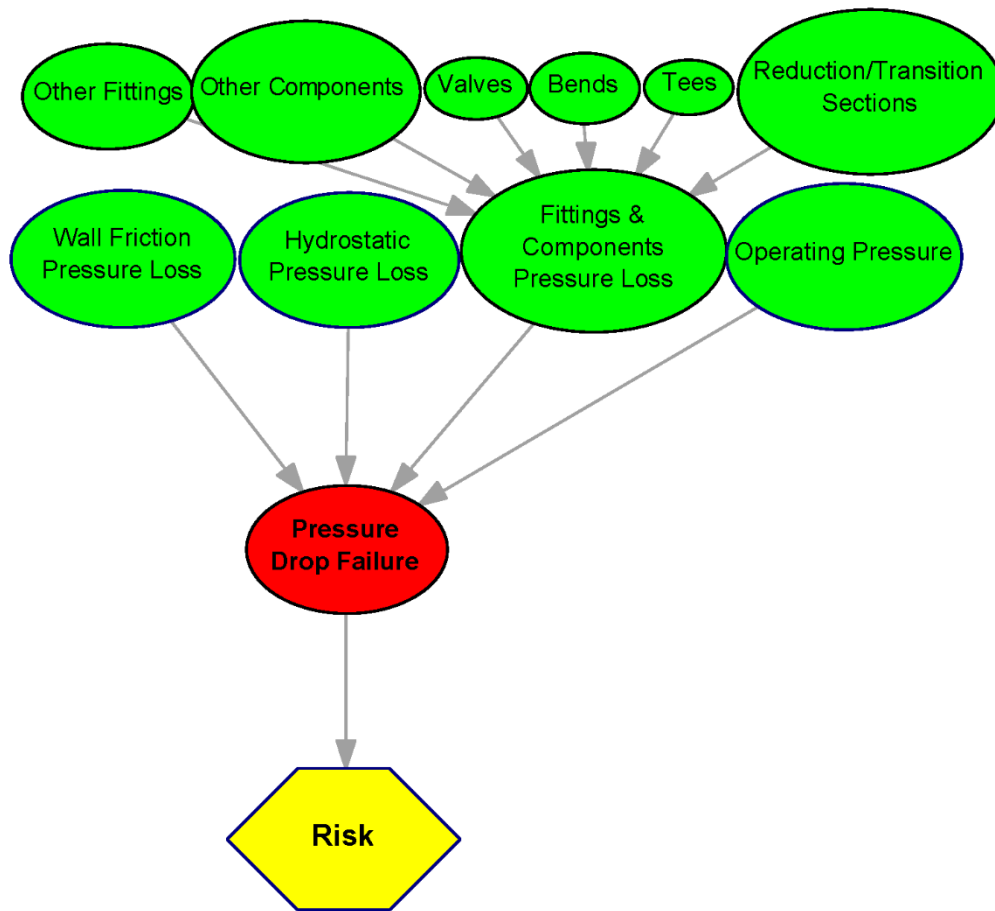 Other Fittings
Other Components
Valves
Bends
Tees
Reduction/Transition
Sections
Wall Friction
Pressure Loss
Hydrostatic
Pressure Loss
Fittings &
Components
Pressure Loss
Operating Pressure
Pressure
Drop Failure
Risk